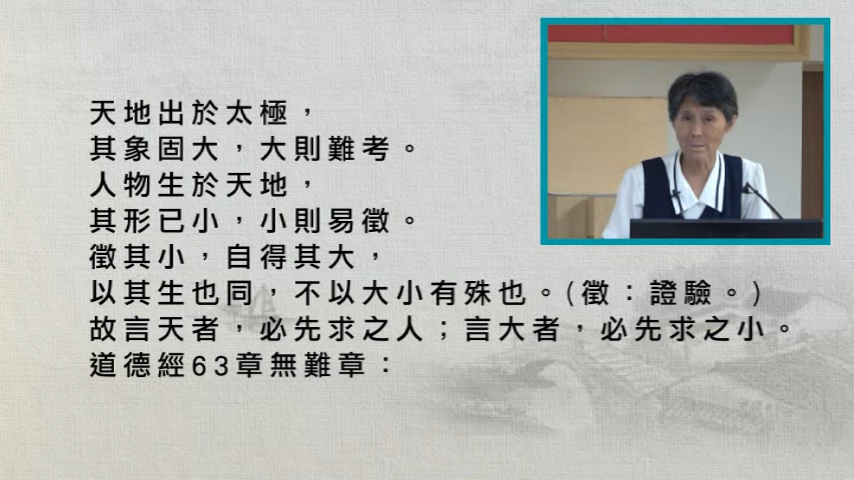 天地出於太極，
其象固大，大則難考。
人物生於天地，
其形已小，小則易徵。
徵其小，自得其大，
以其生也同，不以大小有殊也。(徵：證驗。)
故言天者，必先求之人；言大者，必先求之小。
道德經63章無難章：